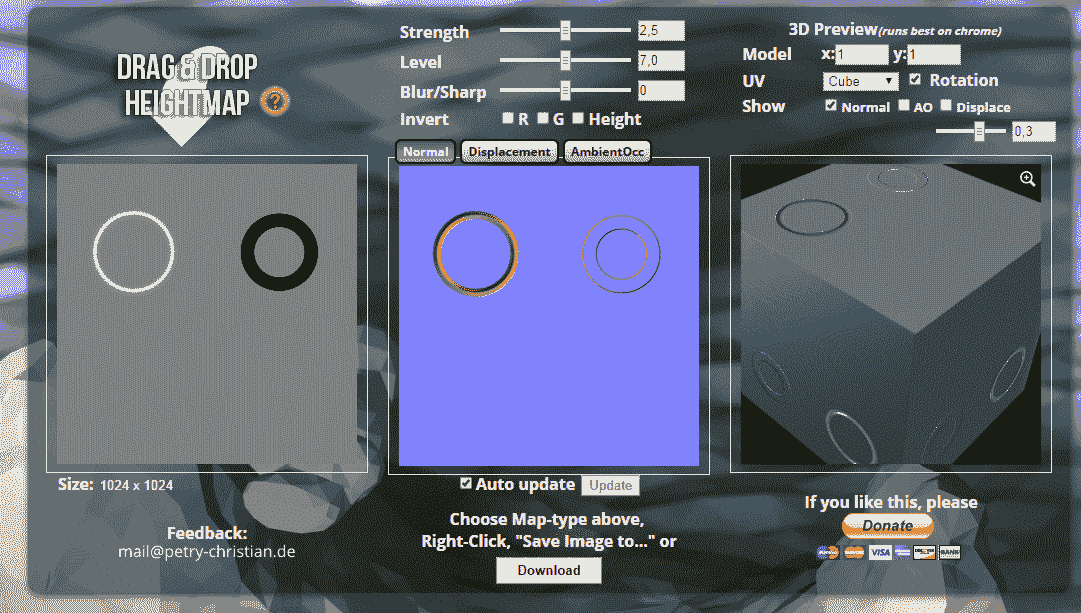 DRAG & DROP
HEIGHTMAP ?
Strength 2,5
Level 7,0
Blur/Sharp 0
Invert R G Height
3D Preview(runs best on chrome)
Model x:1 y:1
UV Cube Rotation
Show Normal AO Displace
0,3
Normal Displacement AmbientOcc
Size: 1024 x 1024
Feedback:
mail@petry-christian.de
Auto update Update
Choose Map-type above,
Right-Click, "Save Image to..." or
Download
If you like this, please
Donate
VISA